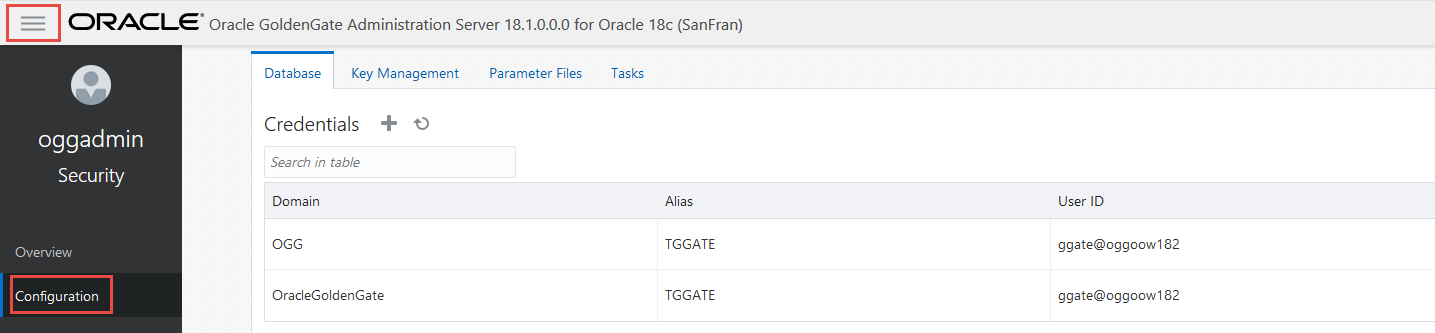 ORACLE® Oracle GoldenGate Administration Server 18.1.0.0.0 for Oracle 18c (SanFran)
oggadmin
Security
Overview
Configuration
Database Key Management Parameter Files Tasks
Credentials
Search in table
Domain Alias User ID
OGG TGGATE ggate@oggoow182
OracleGoldenGate TGGATE ggate@oggoow182